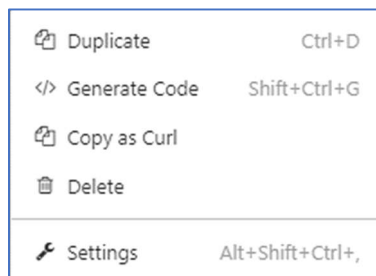 Duplicate Ctrl+D
Generate Code Shift+Ctrl+G
Copy as Curl
Delete
Settings Alt+Shift+Ctrl+,